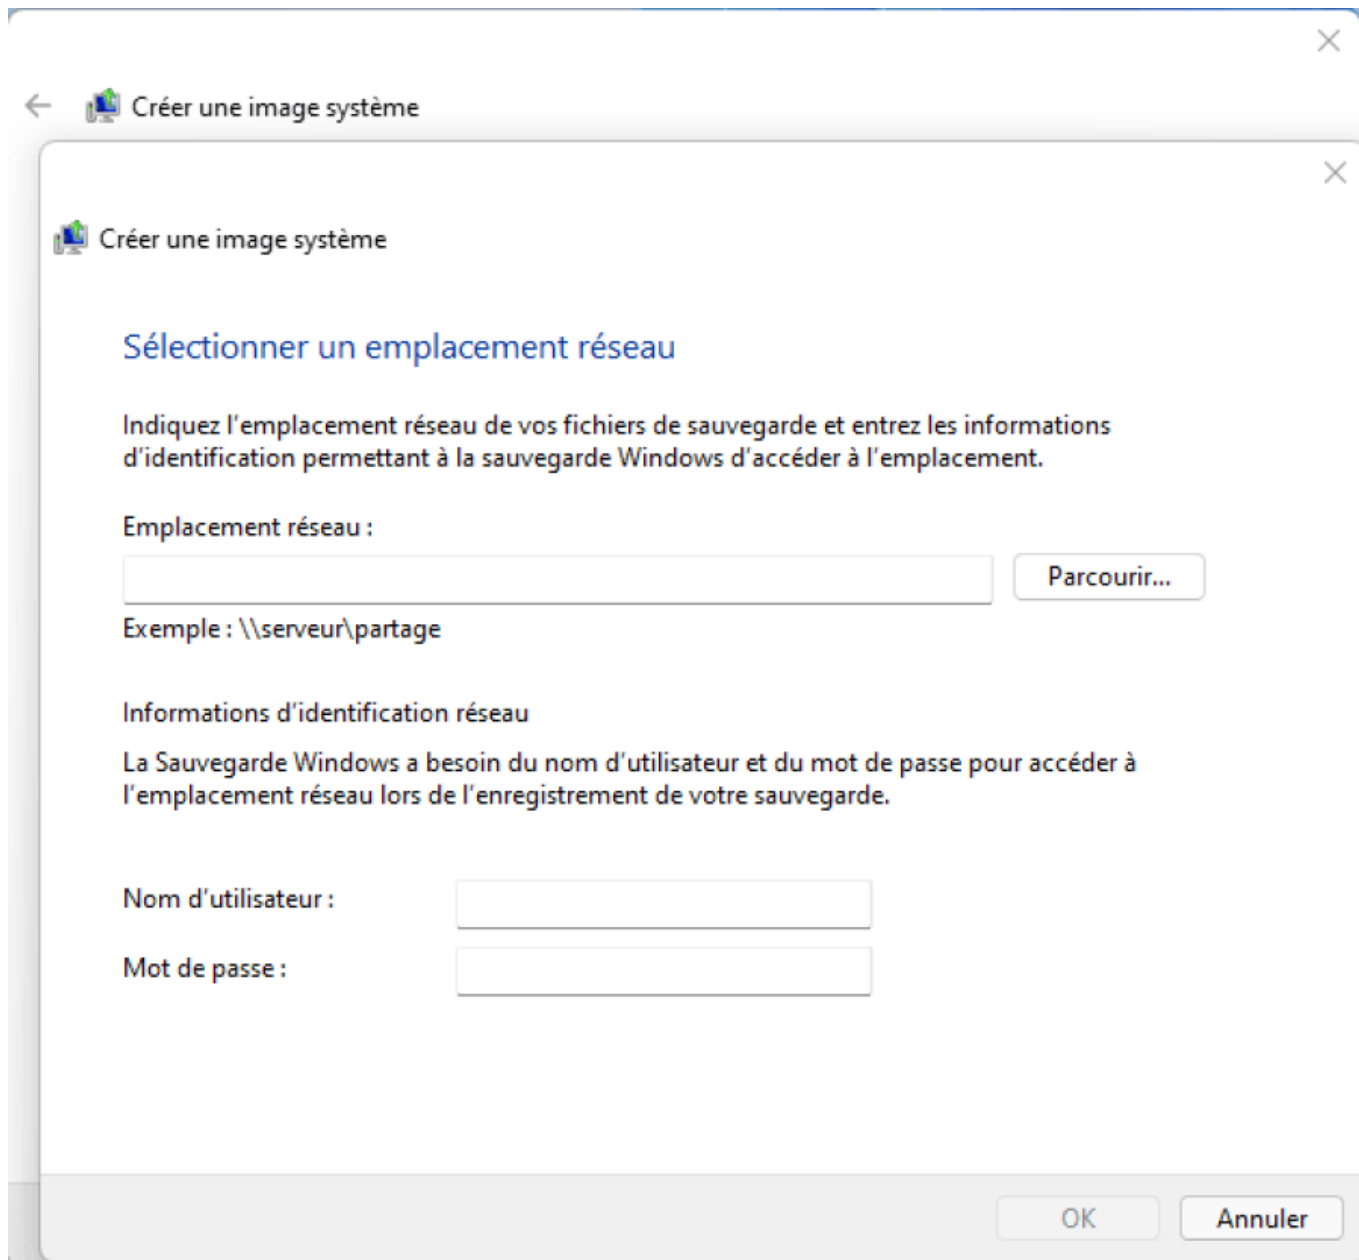 Créer une image système
Créer une image système
Sélectionner un emplacement réseau
Indiquez l'emplacement réseau de vos fichiers de sauvegarde et entrez les informations
d'identification permettant à la sauvegarde Windows d'accéder à l'emplacement.
Emplacement réseau :
Parcourir...
Exemple : \\serveur\partage
Informations d'identification réseau
La Sauvegarde Windows a besoin du nom d'utilisateur et du mot de passe pour accéder à
l'emplacement réseau lors de l'enregistrement de votre sauvegarde.
Nom d'utilisateur :
Mot de passe :
OK
Annuler